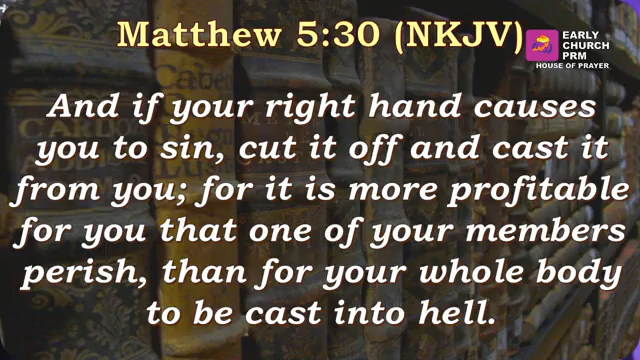 Matthew 5:30 (NKJV)
EARLY
CHURCH
PRM
HOUSE OF PRAYER
And if your right hand causes
you to sin, cut it off and cast it
from you; for it is more profitable
for you that one of your members
perish, than for your whole body
to be cast into hell.